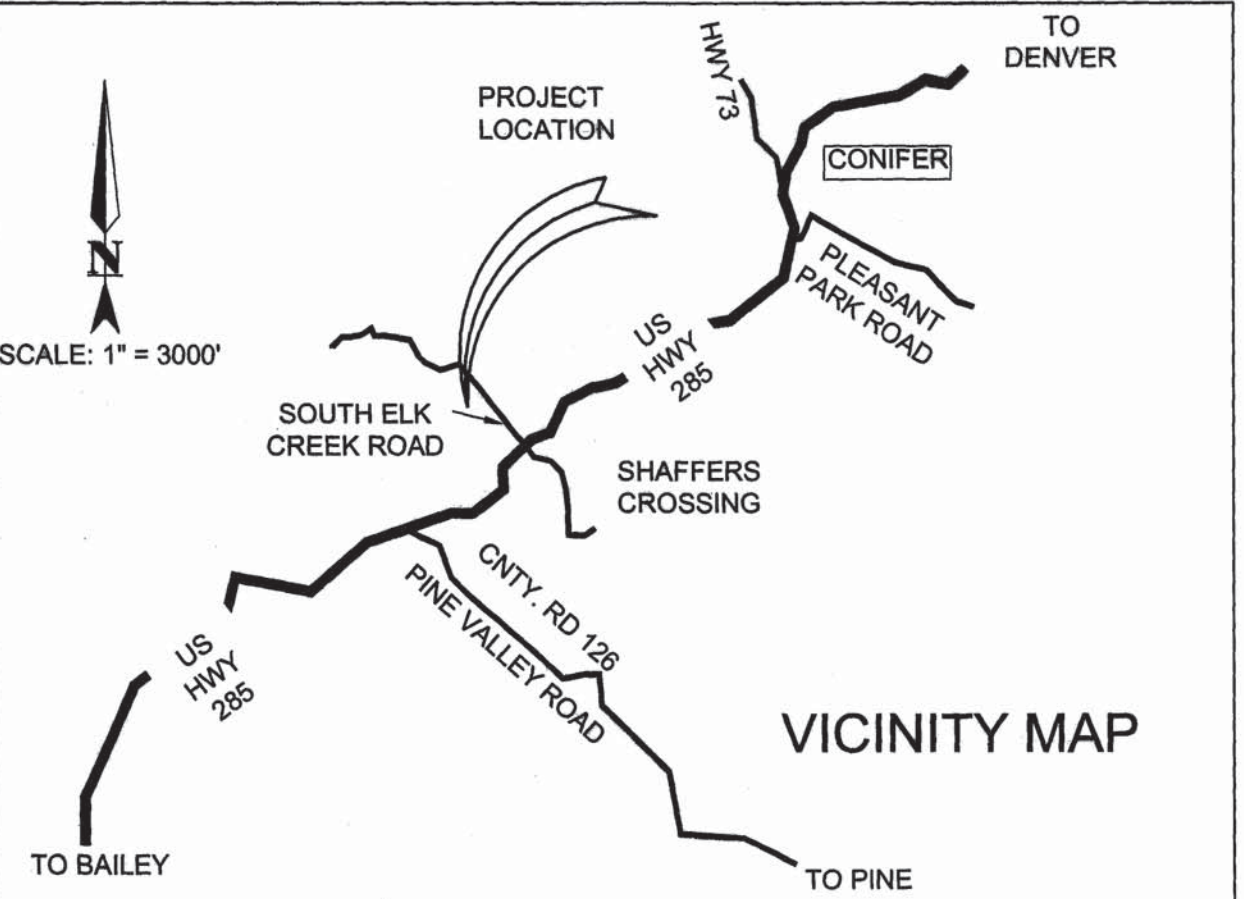 TO
DENVER
HWY 73
PROJECT
LOCATION
CONIFER
N
PLEASANT
PARK ROAD
SCALE: 1" = 3000'
US
HWY
285
SOUTH ELK
CREEK ROAD
SHAFFERS
CROSSING
CNTY. RD 126
PINE VALLEY ROAD
US
HWY
285
VICINITY MAP
TO BAILEY
TO PINE